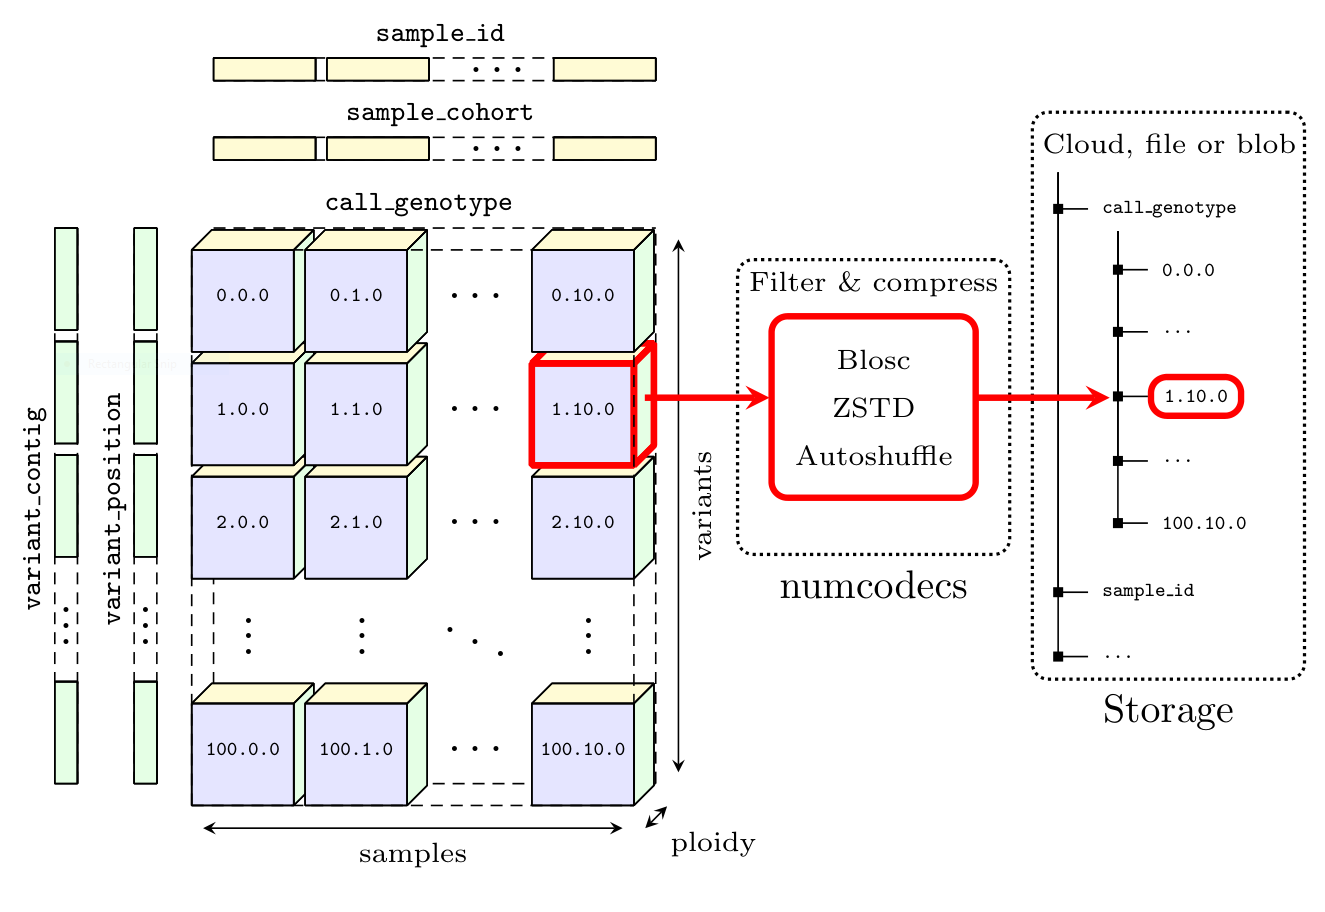 sample_id
. . .
sample_cohort
. . .
call_genotype
variant_contig
variant_position
0.0.0
0.1.0
. . .
0.10.0
1.0.0
1.1.0
. . .
1.10.0
2.0.0
2.1.0
. . .
2.10.0
100.0.0
100.1.0
. . .
100.10.0
samples
ploidy
variants
Filter & compress
Blosc
ZSTD
Autoshuffle
numcodecs
Cloud, file or blob
call_genotype
0.0.0
...
1.10.0
...
100.10.0
sample_id
...
Storage